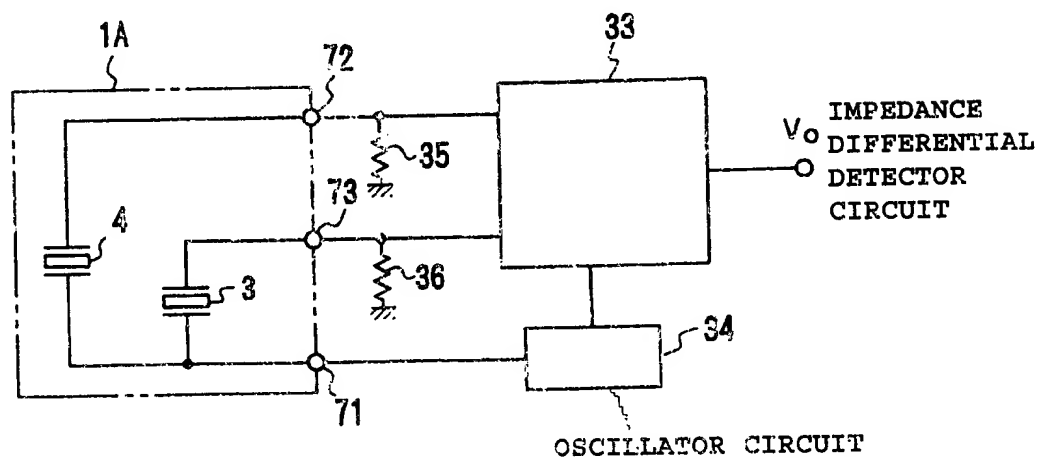 1A
72
33
35
Vo
IMPEDANCE
DIFFERENTIAL
DETECTOR
CIRCUIT
73
4
3
36
34
71
OSCILLATOR CIRCUIT